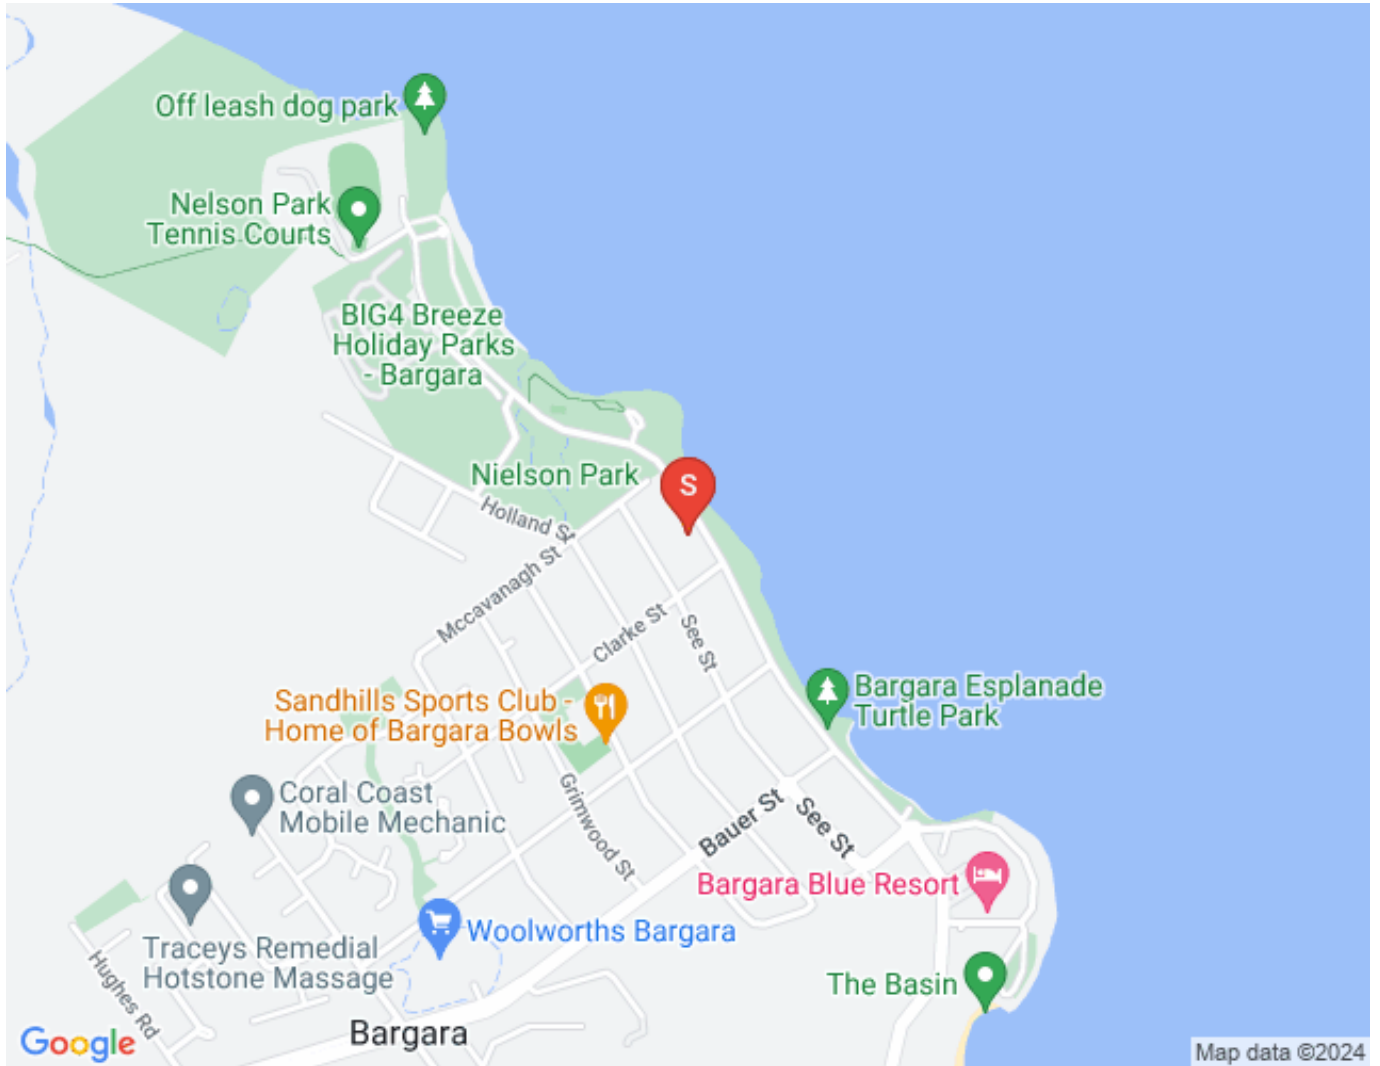 Off leash dog park
Nelson Park
Tennis Courts
BIG4 Breeze
Holiday Parks
- Bargara
Nielson Park
S
Holland St
Mccavanagh St
Clarke St
See St
Sandhills Sports Club -
Home of Bargara Bowls
Bargara Esplanade
Turtle Park
Coral Coast
Mobile Mechanic
Grimwood St
Bauer St
See St
Bargara Blue Resort
Woolworths Bargara
Traceys Remedial
Hotstone Massage
Hughes Rd
The Basin
Bargara
Google
Map data ©2024